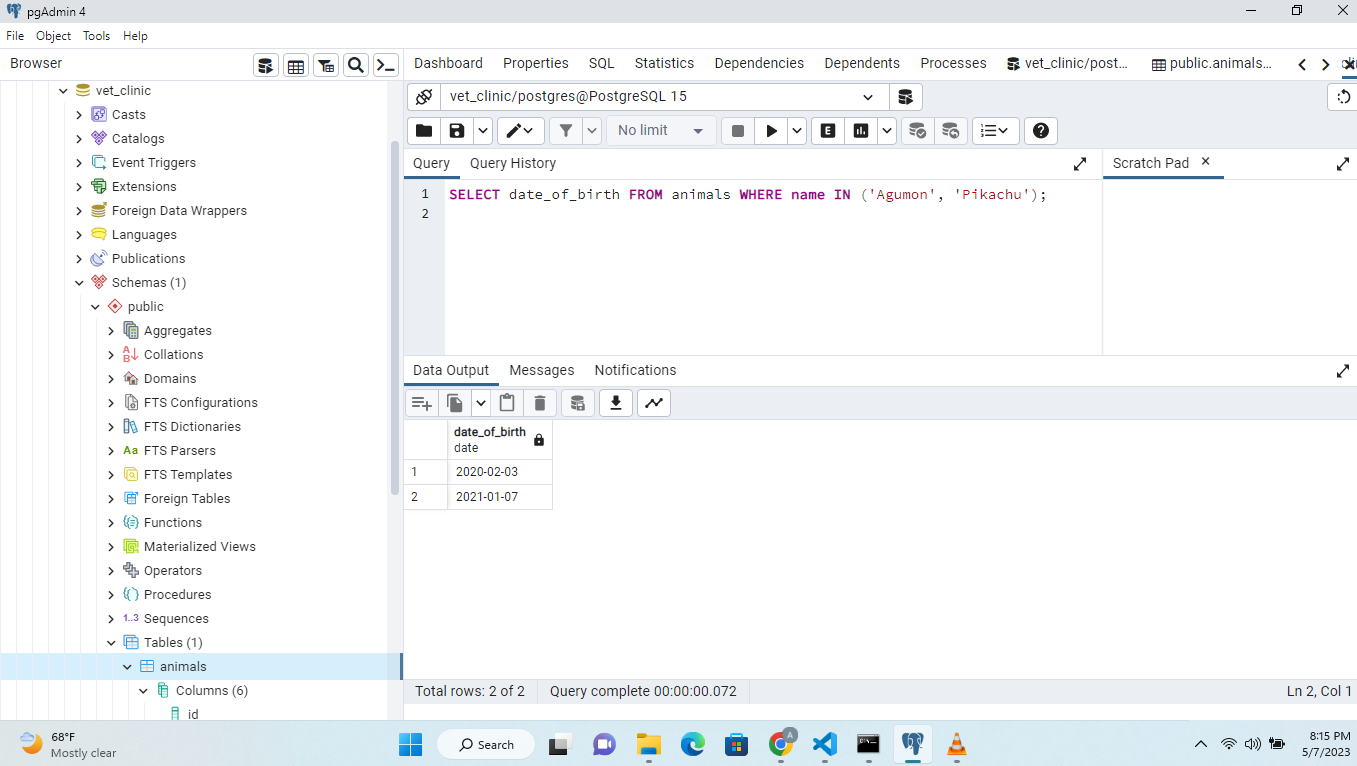 pgAdmin 4
File Object Tools Help
Browser
Dashboard Properties SQL Statistics Dependencies Dependents Processes vet_clinic/post... public.animals...
vet_clinic
Casts
Catalogs
Event Triggers
Extensions
Foreign Data Wrappers
Languages
Publications
Schemas (1)
public
Aggregates
Collations
Domains
FTS Configurations
FTS Dictionaries
Aa FTS Parsers
FTS Templates
Foreign Tables
Functions
Materialized Views
Operators
Procedures
1..3 Sequences
Tables (1)
animals
Columns (6)
id
vet_clinic/postgres@PostgreSQL 15
No limit
E
Query Query History
Scratch Pad
1 SELECT date_of_birth FROM animals WHERE name IN ('Agumon', 'Pikachu');
2
Data Output Messages Notifications
date_of_birth
date
1 2020-02-03
2 2021-01-07
Total rows: 2 of 2 Query complete 00:00:00.072 Ln 2, Col 1
68°F
Mostly clear
Search
A
8:15 PM
5/7/2023